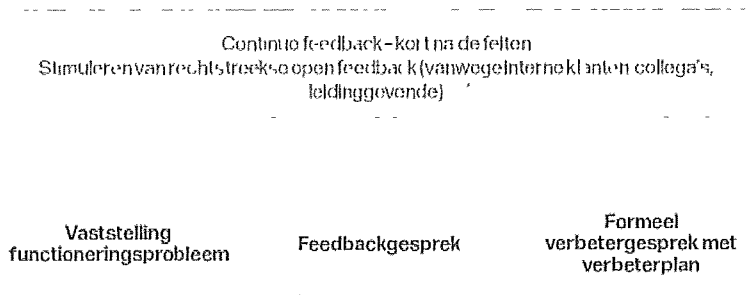 Continue feedback – kort na de feiten
Stimuleren van rechtstreekse open feedback (vanwege interne klanten collega's,
leidinggevende)
Vaststelling
functioneringsprobleem
Feedbackgesprek
Formeel
verbetergesprek met
verbeterplan